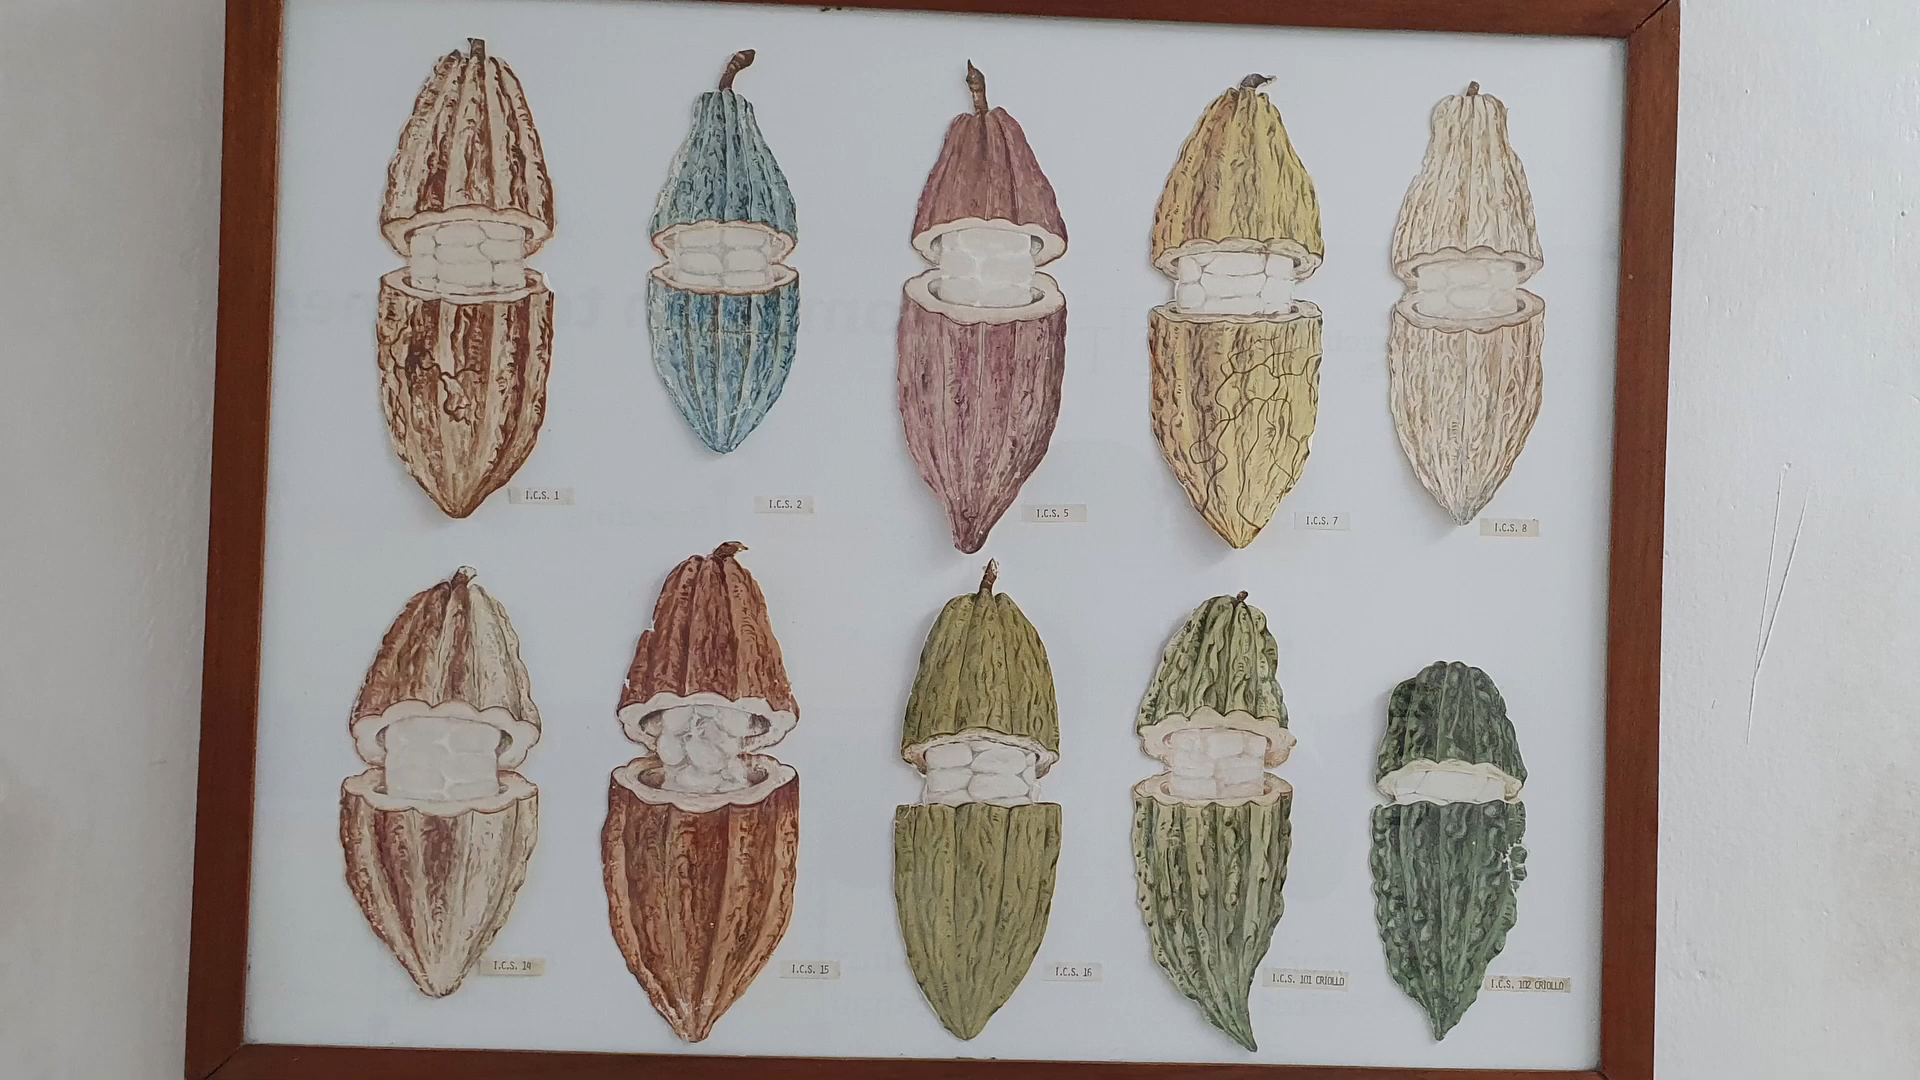 I.C.S. 1
I.C.S. 2
I.C.S. 5
I.C.S. 7
I.C.S. 8
I.C.S. 14
I.C.S. 15
I.C.S. 16
I.C.S. 101 CRIOLLO
I.C.S. 102 CRIOLLO